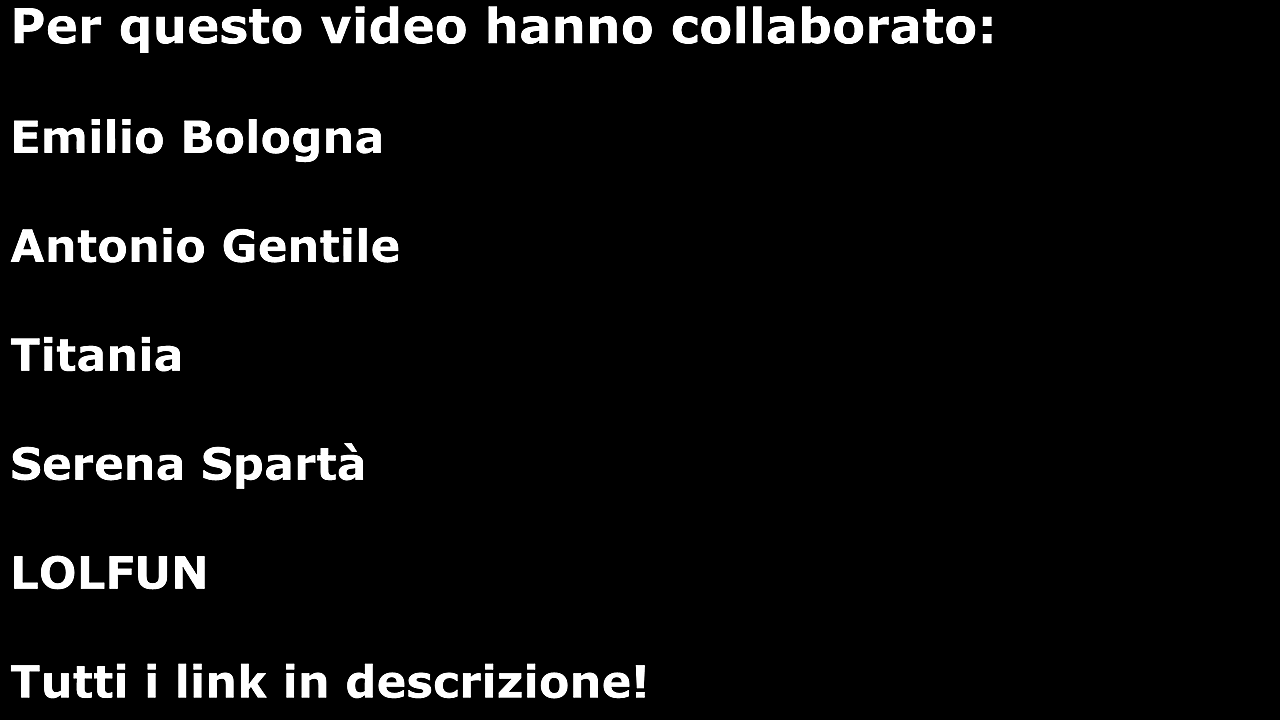 Per questo video hanno collaborato:
Emilio Bologna
Antonio Gentile
Titania
Serena Spartà
LOLFUN
Tutti i link in descrizione!